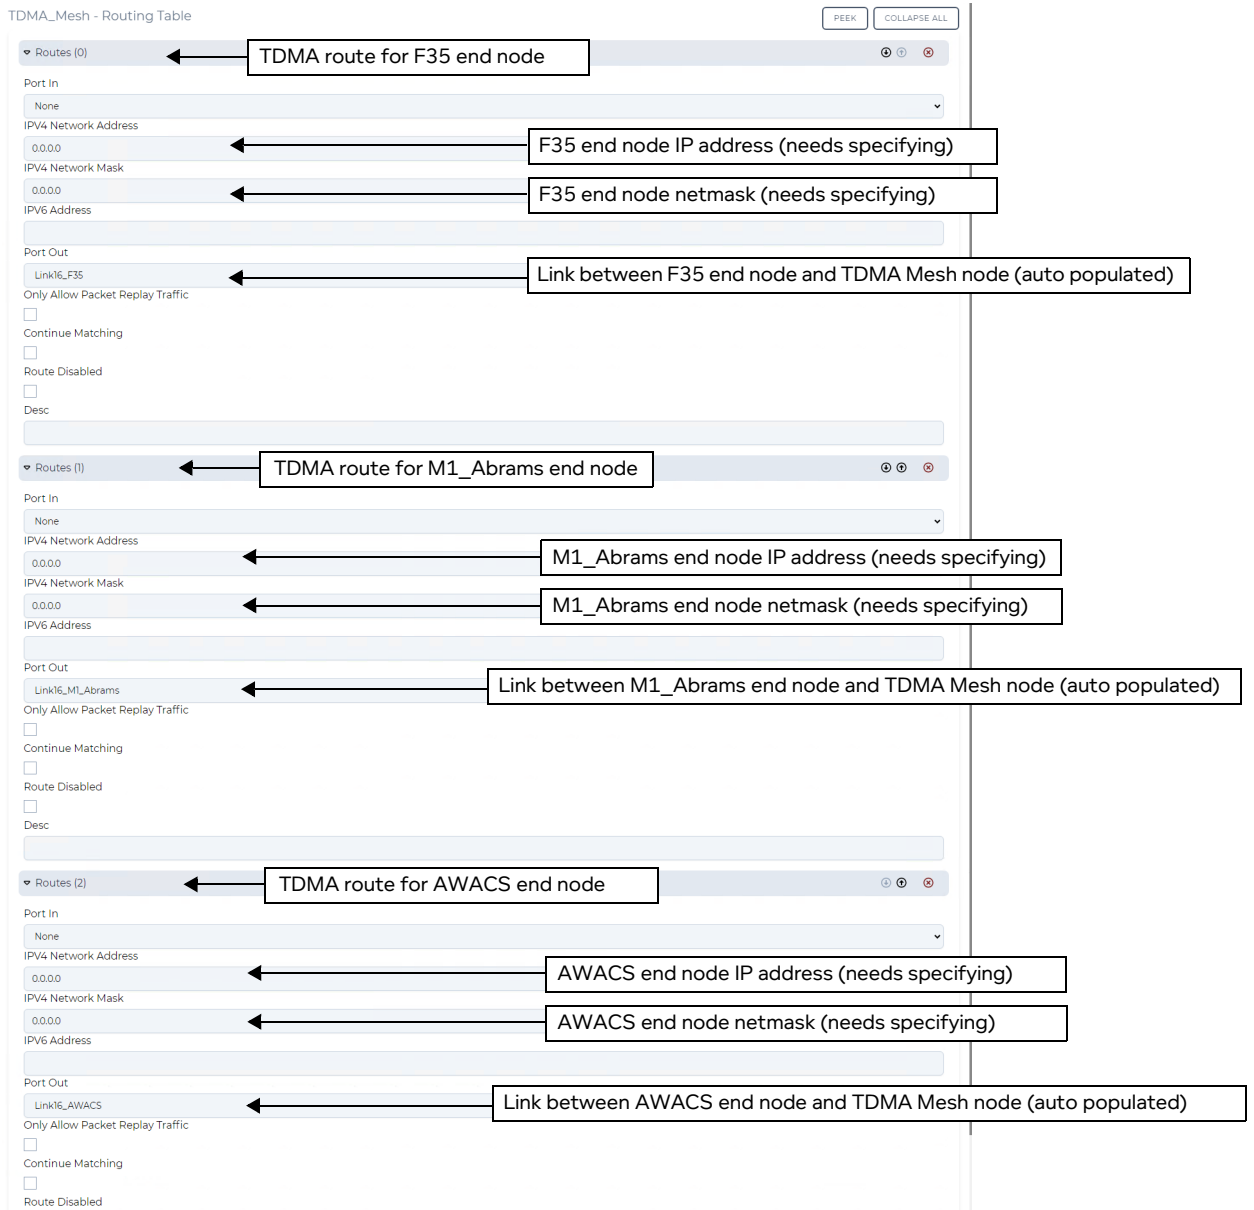 TDMA_Mesh - Routing Table
PEEK
COLLAPSE ALL
Routes (0)
TDMA route for F35 end node
Port In
None
IPV4 Network Address
0.0.0.0
F35 end node IP address (needs specifying)
IPV4 Network Mask
0.0.0.0
F35 end node netmask (needs specifying)
IPV6 Address
Port Out
Link16_F35
Link between F35 end node and TDMA Mesh node (auto populated)
Only Allow Packet Replay Traffic
Continue Matching
Route Disabled
Desc
Routes (1)
TDMA route for M1_Abrams end node
Port In
None
IPV4 Network Address
0.0.0.0
M1_Abrams end node IP address (needs specifying)
IPV4 Network Mask
0.0.0.0
M1_Abrams end node netmask (needs specifying)
IPV6 Address
Port Out
Link16_M1_Abrams
Link between M1_Abrams end node and TDMA Mesh node (auto populated)
Only Allow Packet Replay Traffic
Continue Matching
Route Disabled
Desc
Routes (2)
TDMA route for AWACS end node
Port In
None
IPV4 Network Address
0.0.0.0
AWACS end node IP address (needs specifying)
IPV4 Network Mask
0.0.0.0
AWACS end node netmask (needs specifying)
IPV6 Address
Port Out
Link16_AWACS
Link between AWACS end node and TDMA Mesh node (auto populated)
Only Allow Packet Replay Traffic
Continue Matching
Route Disabled